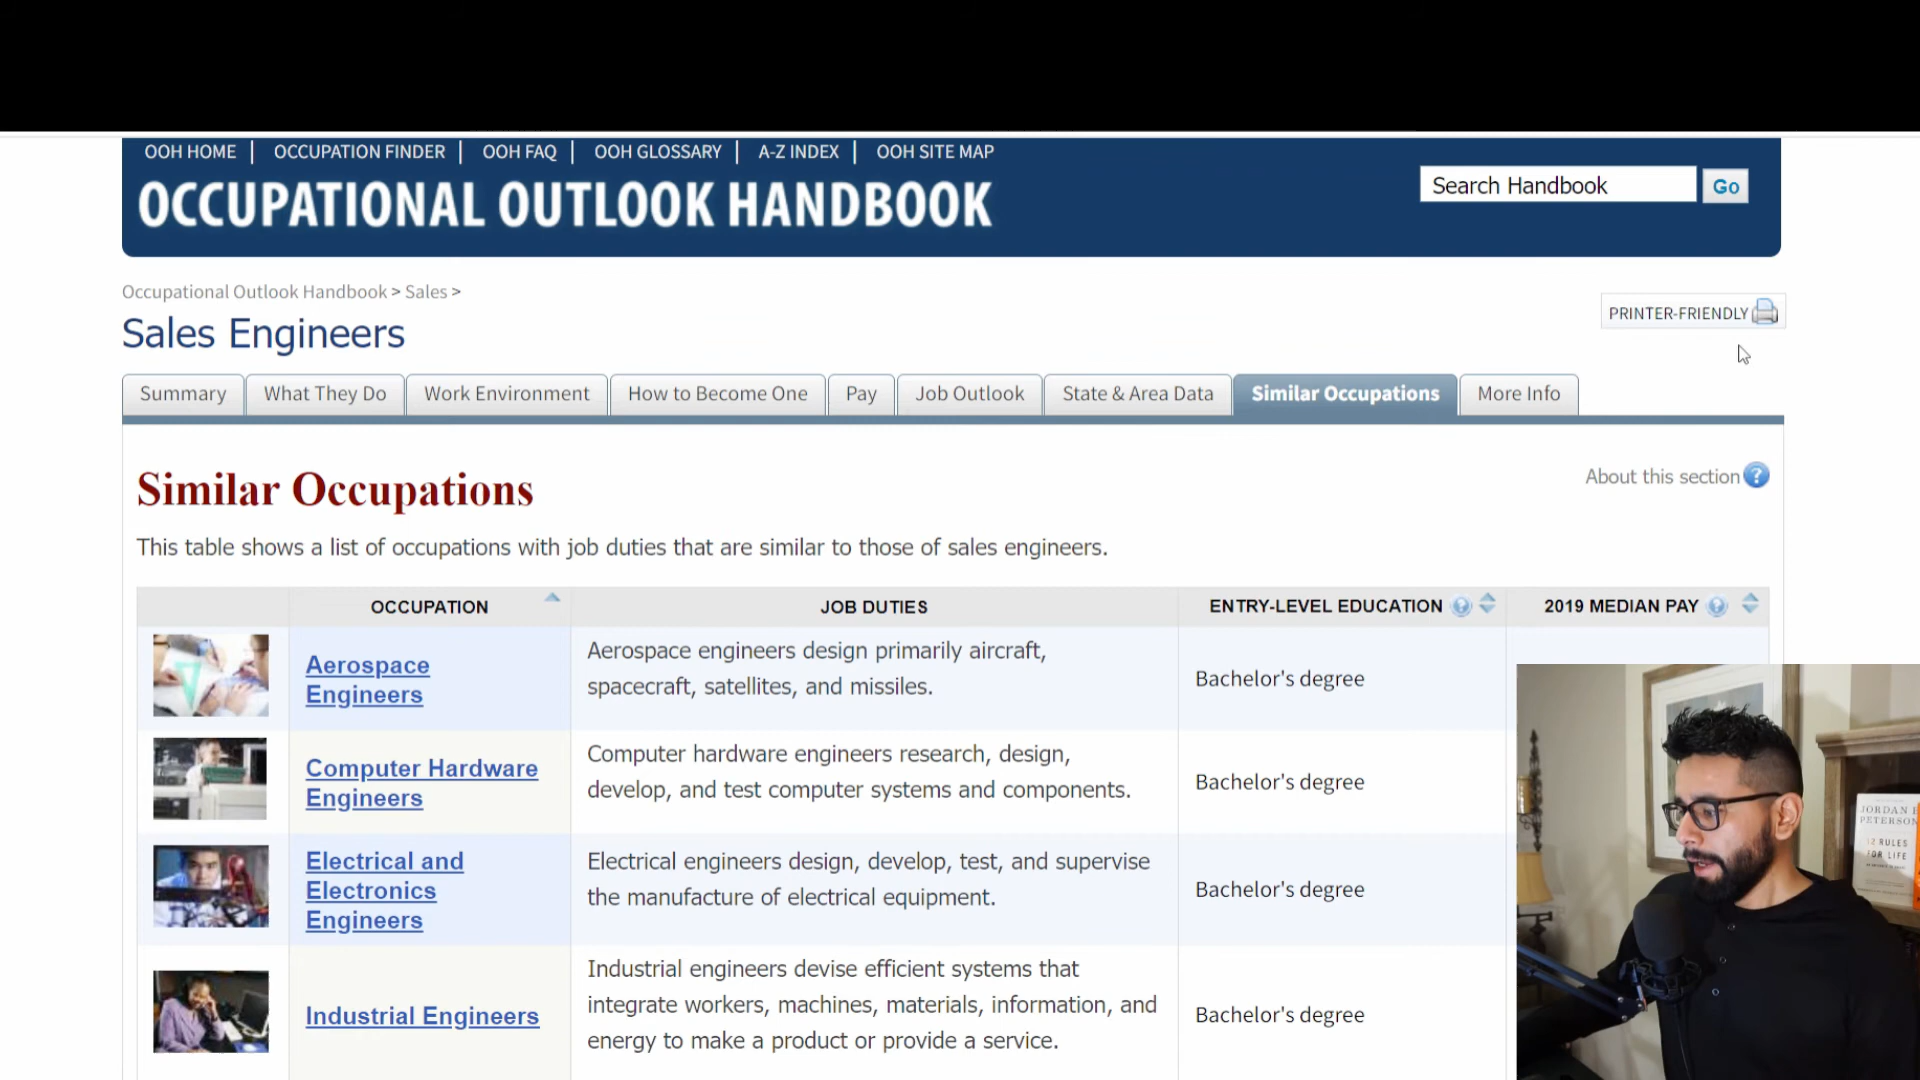 OOH HOME | OCCUPATION FINDER | OOH FAQ | OOH GLOSSARY | A-Z INDEX | OOH SITE MAP
OCCUPATIONAL OUTLOOK HANDBOOK
Search Handbook
Go
Occupational Outlook Handbook > Sales >
PRINTER-FRIENDLY
Sales Engineers
Summary
What They Do
Work Environment
How to Become One
Pay
Job Outlook
State & Area Data
Similar Occupations
More Info
Similar Occupations
About this section ?
This table shows a list of occupations with job duties that are similar to those of sales engineers.
OCCUPATION
JOB DUTIES
ENTRY-LEVEL EDUCATION ?
2019 MEDIAN PAY ?
Aerospace
Engineers
Aerospace engineers design primarily aircraft,
spacecraft, satellites, and missiles.
Bachelor's degree
Computer Hardware
Engineers
Computer hardware engineers research, design,
develop, and test computer systems and components.
Bachelor's degree
Electrical and
Electronics
Engineers
Electrical engineers design, develop, test, and supervise
the manufacture of electrical equipment.
Bachelor's degree
Industrial Engineers
Industrial engineers devise efficient systems that
integrate workers, machines, materials, information, and
energy to make a product or provide a service.
Bachelor's degree
JORDAN
PETERSON
12 RULES
FOR LIFE